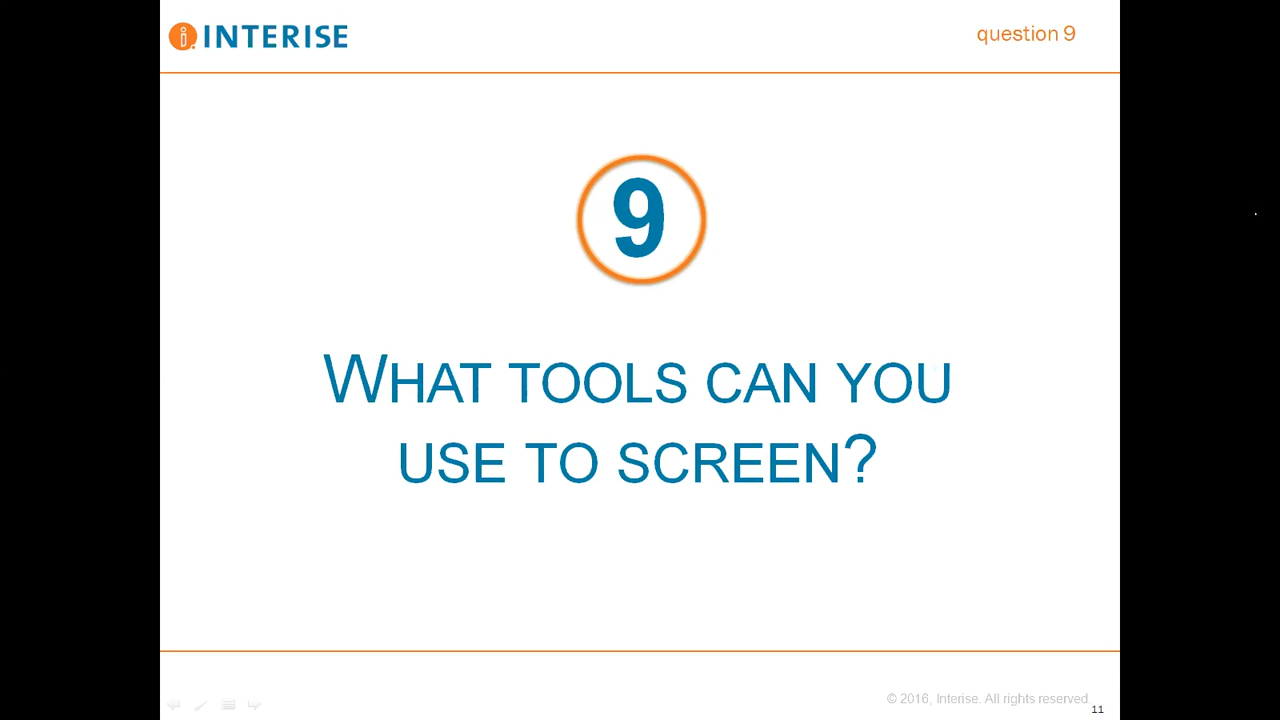 INTERISE
question 9
9
WHAT TOOLS CAN YOU
USE TO SCREEN?
© 2016, Interise. All rights reserved.
11